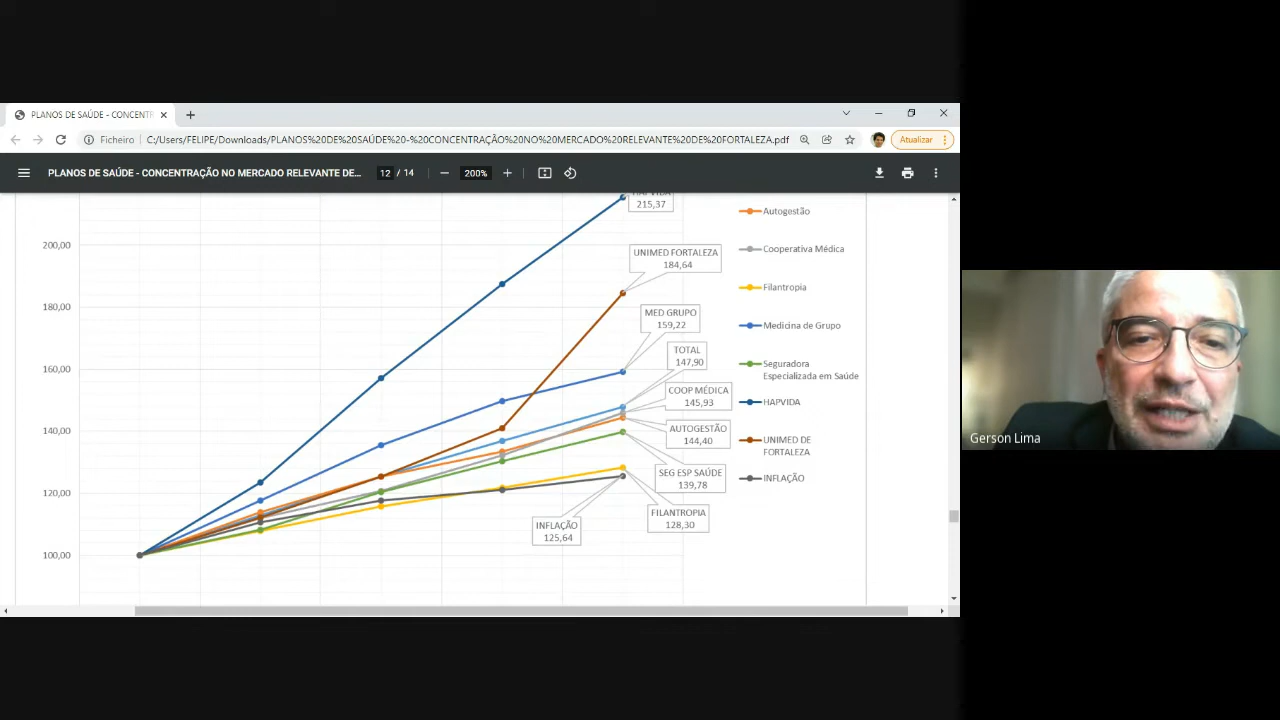 PLANOS DE SAÚDE - CONCENTR
Ficheiro
C:/Users/FELIPE/Downloads/PLANOS%20DE%20SAÚDE%20-%20CONCENTRAÇÃO%20NO%20MERCADO%20RELEVANTE%20DE%20FORTALEZA.pdf
Atualizar
PLANOS DE SAÚDE - CONCENTRAÇÃO NO MERCADO RELEVANTE DE...
12 / 14
200%
HAPVIDA
215,37
200,00
180,00
160,00
140,00
120,00
100,00
UNIMED FORTALEZA
184,64
MED GRUPO
159,22
TOTAL
147,90
COOP MÉDICA
145,93
AUTOGESTÃO
144,40
SEG ESP SAÚDE
139,78
FILANTROPIA
128,30
INFLAÇÃO
125,64
Autogestão
Cooperativa Médica
Filantropia
Medicina de Grupo
Seguradora
Especializada em Saúde
HAPVIDA
UNIMED DE
FORTALEZA
INFLAÇÃO
Gerson Lima